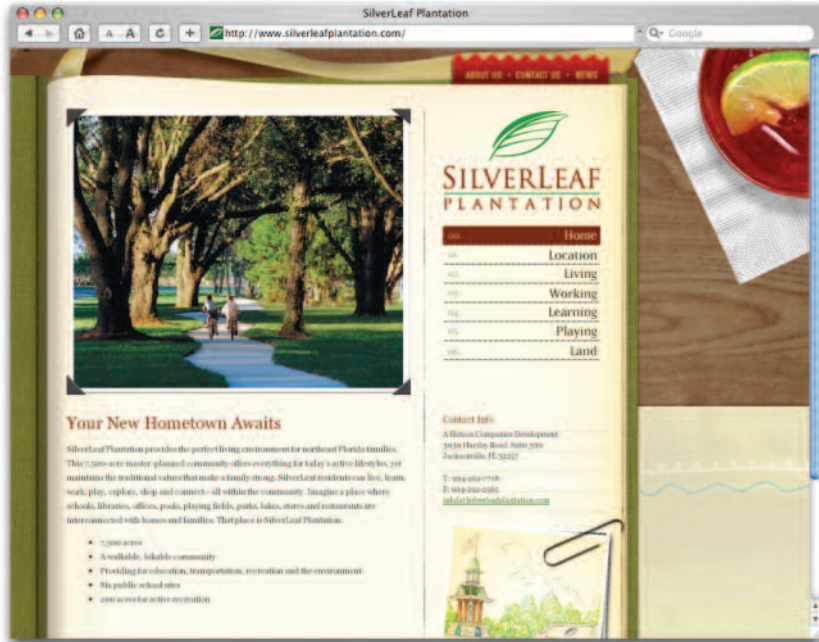 SilverLeaf Plantation
A A + http://www.silverleafplantation.com/ Google
ABOUT US • CONTACT US • NEWS
SILVERLEAF
PLANTATION
00. Home
01. Location
02. Living
03. Working
04. Learning
05. Playing
06. Land
Your New Hometown Awaits
SilverLeaf Plantation provides the perfect living environment for northeast Florida families.
This 7,500-acre master-planned community offers everything for today's active lifestyles, yet
maintains the traditional values that make a family strong. SilverLeaf residents can live, learn,
work, play, explore, shop and connect—all within the community. Imagine a place where
schools, libraries, offices, pools, playing fields, parks, lakes, stores and restaurants are
interconnected with homes and families. That place is SilverLeaf Plantation.
• 7,500 acres
• A walkable, bikable community
• Providing for education, transportation, recreation and the environment
• Six public school sites
• 200 acres for active recreation
Contact Info
A Hutson Companies Development
Hartley Road, Suite
Jacksonville, FL 32257
T: 904-262-7718
F: